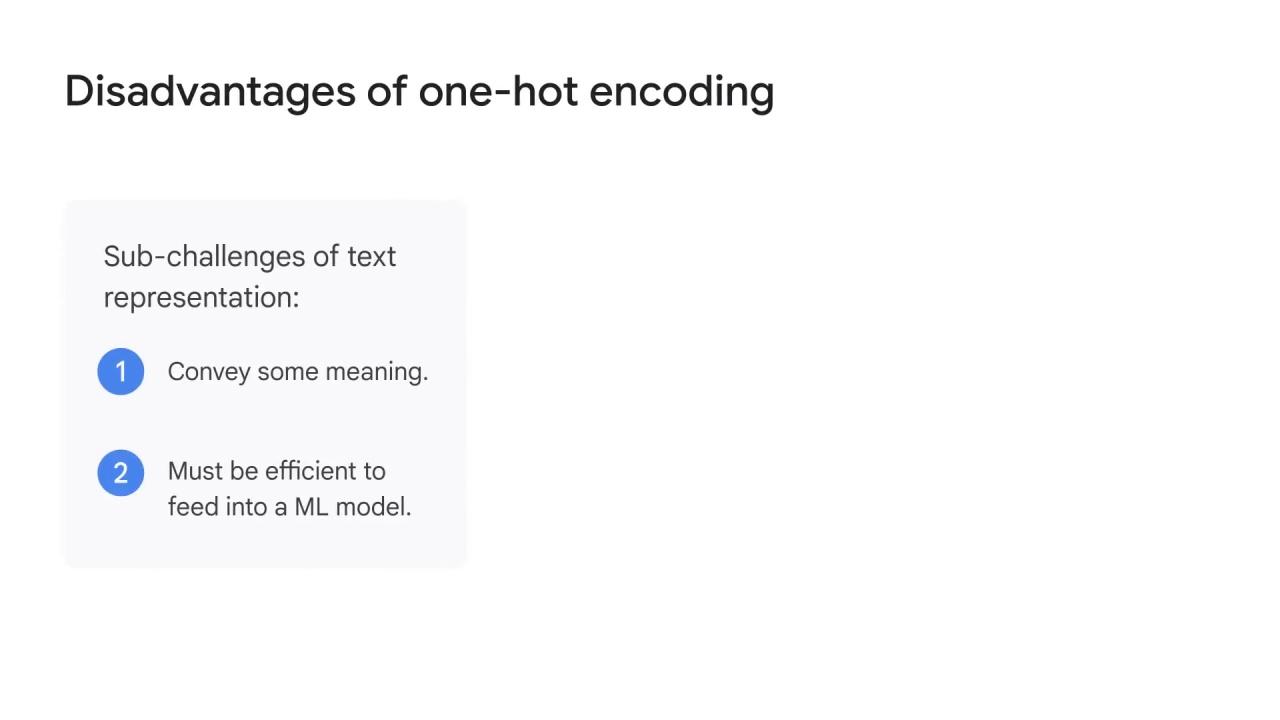 Disadvantages of one-hot encoding
Sub-challenges of text
representation:
1 Convey some meaning.
2 Must be efficient to
feed into a ML model.